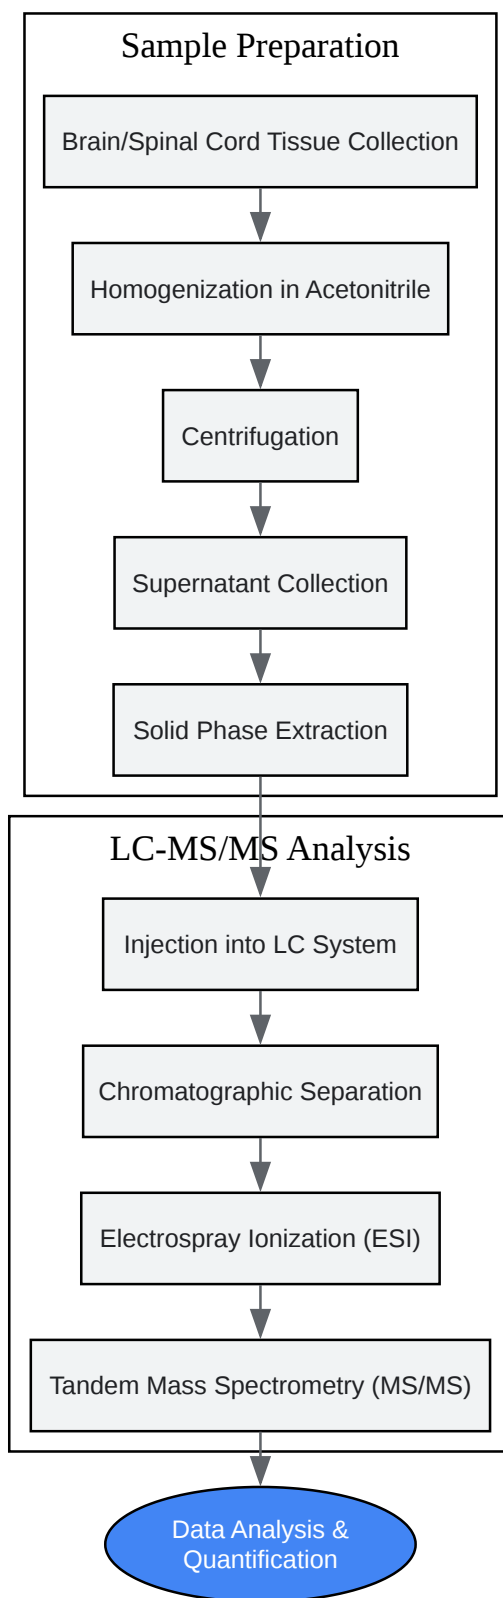 Sample Preparation
Brain/Spinal Cord Tissue Collection
Homogenization in Acetonitrile
Centrifugation
Supernatant Collection
Solid Phase Extraction
LC-MS/MS Analysis
Injection into LC System
Chromatographic Separation
Electrospray Ionization (ESI)
Tandem Mass Spectrometry (MS/MS)
Data Analysis &
Quantification